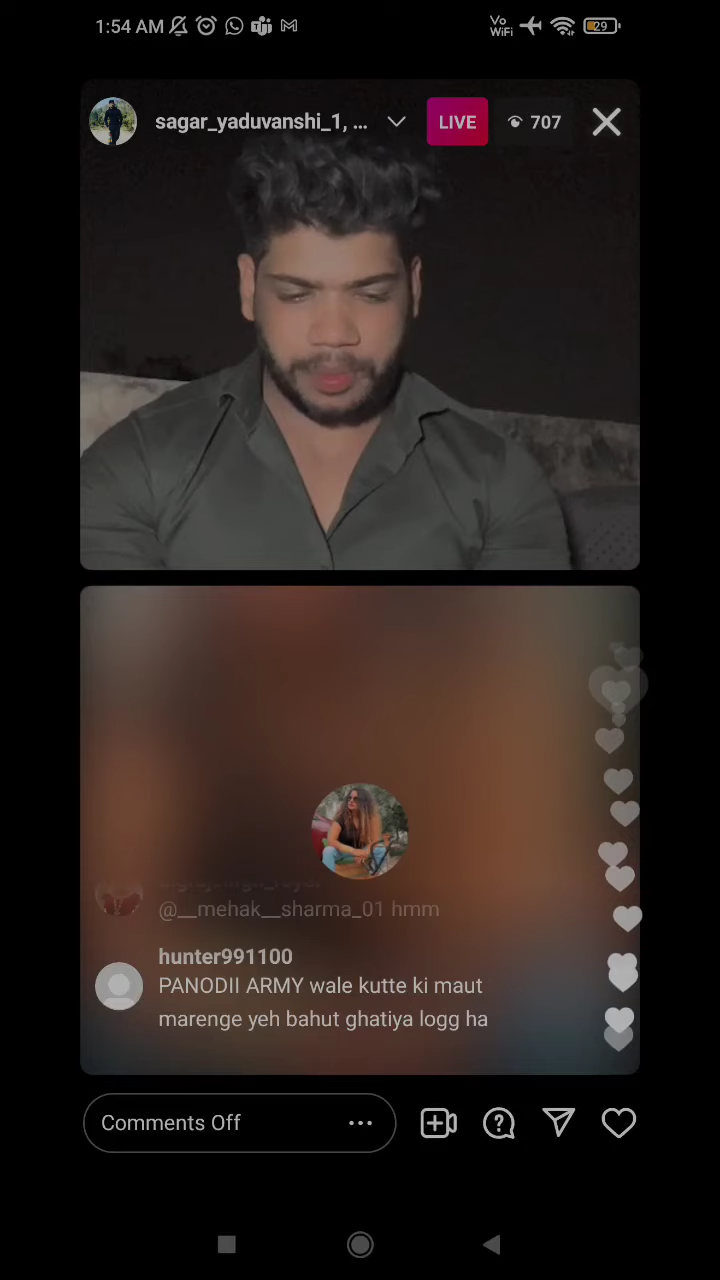 1:54 AM
Vo
WiFi
29
sagar_yaduvanshi_1, ...
LIVE
707
@__mehak__sharma_01 hmm
hunter991100
PANODII ARMY wale kutte ki maut
marenge yeh bahut ghatiya logg ha
Comments Off